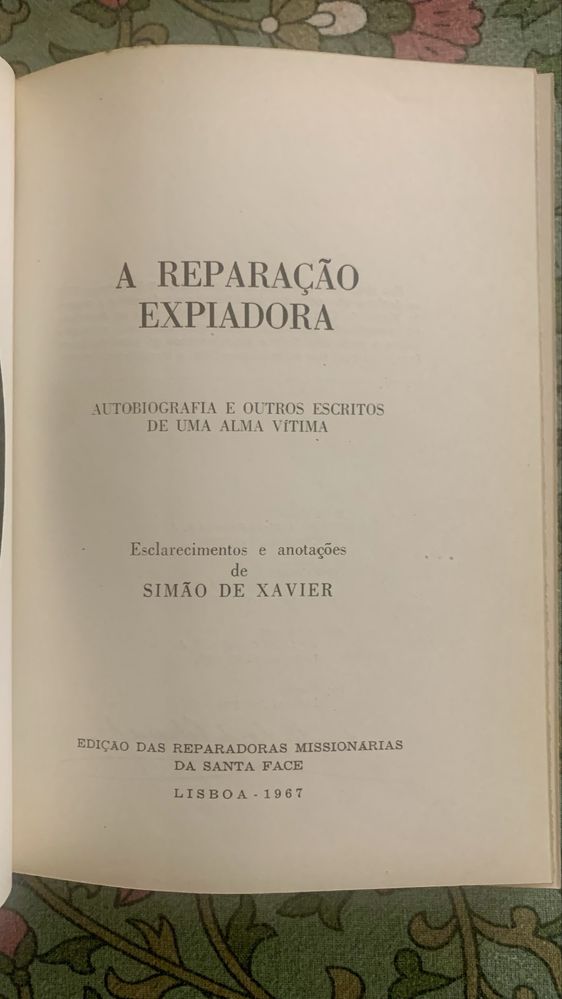 A REPARAÇÃO
EXPIADORA
AUTOBIOGRAFIA E OUTROS ESCRITOS
DE UMA ALMA VÍTIMA
Esclarecimentos e anotações
de
SIMÃO DE XAVIER
EDIÇÃO DAS REPARADORAS MISSIONÁRIAS
DA SANTA FACE
LISBOA - 1967